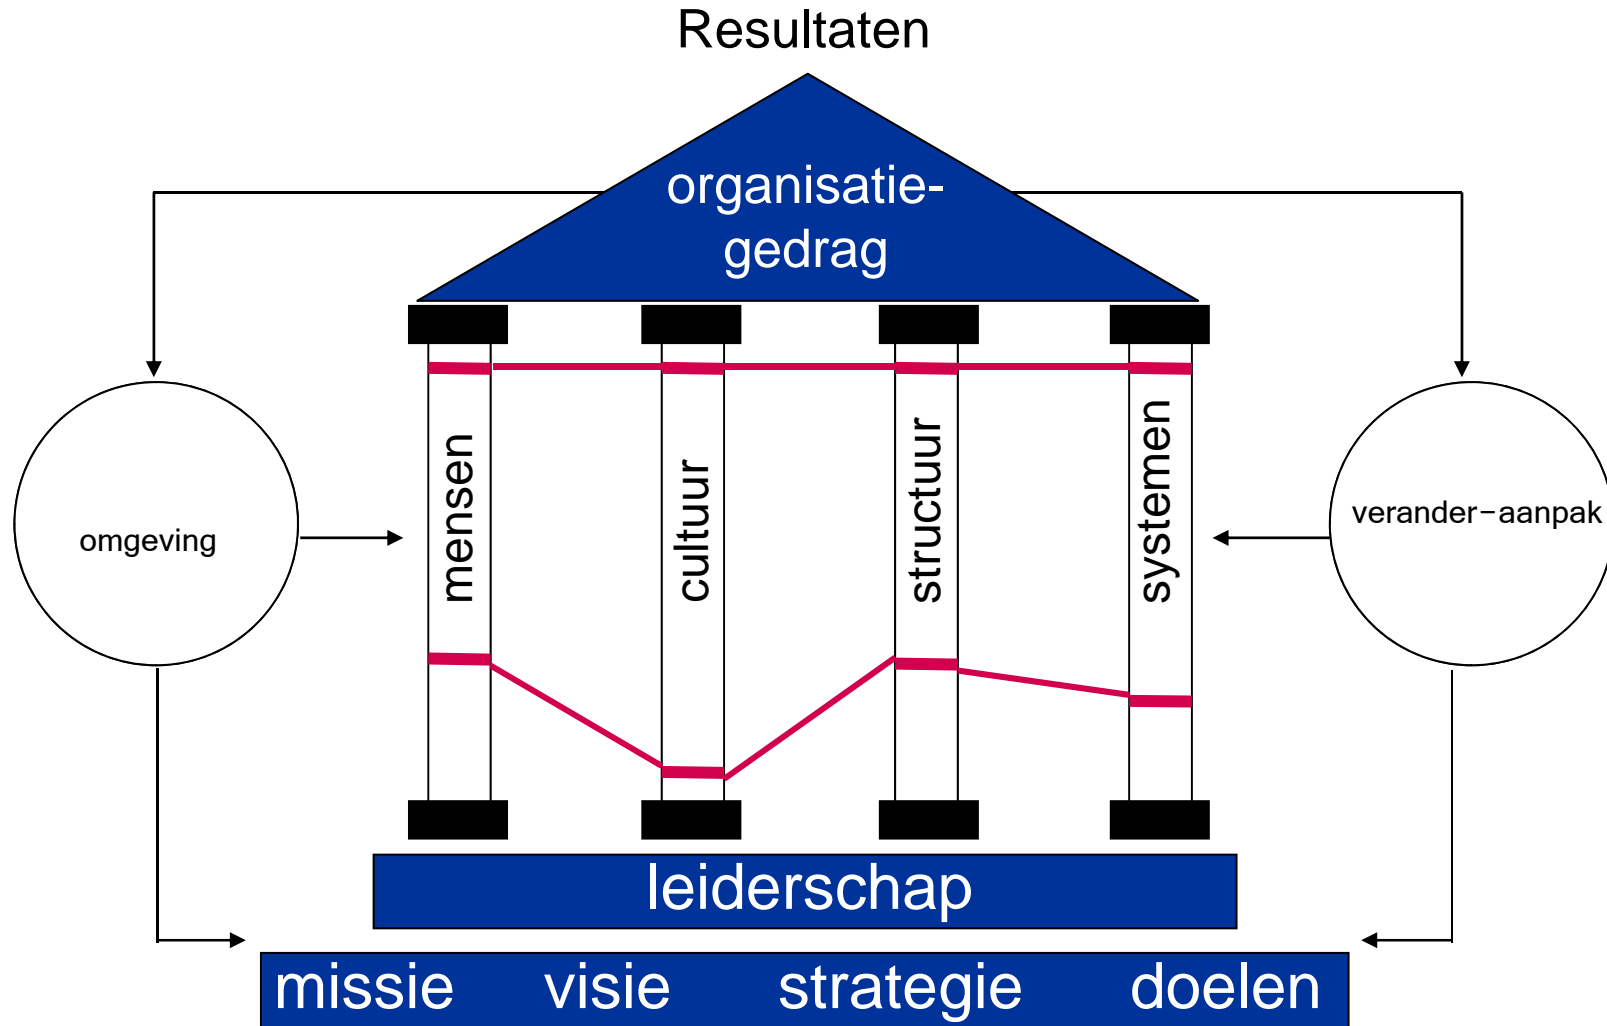 Resultaten
organisatie-
gedrag
mensen
cultuur
structuur
systemen
omgeving
verander-aanpak
leiderschap
missie visie strategie doelen